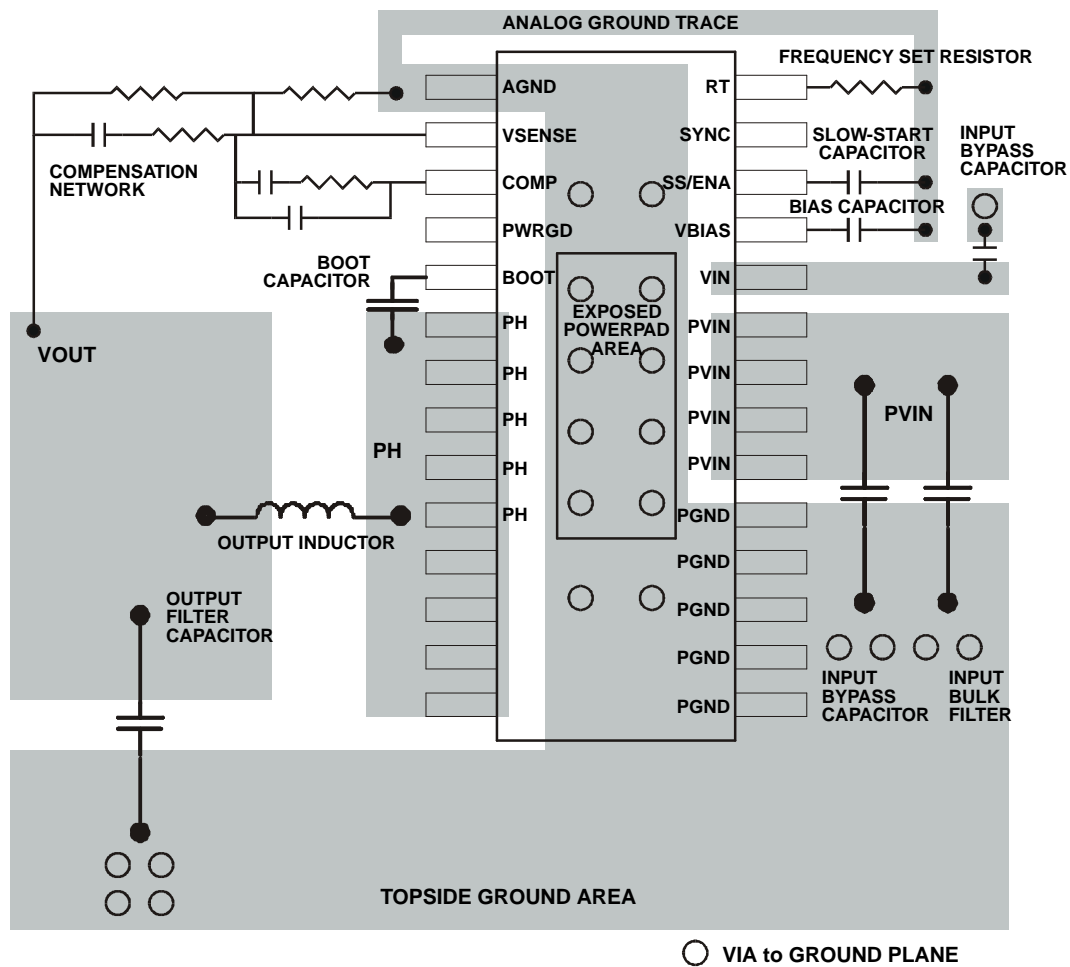 ANALOG GROUND TRACE
FREQUENCY SET RESISTOR
AGND
RT
VSENSE
SYNC
SLOW-START
CAPACITOR
INPUT
BYPASS
CAPACITOR
COMPENSATION
NETWORK
COMP
SS/ENA
BIAS CAPACITOR
PWRGD
VBIAS
BOOT
CAPACITOR
BOOT
VIN
EXPOSED
POWERPAD
AREA
PH
PVIN
VOUT
PH
PVIN
PH
PVIN
PVIN
PH
PH
PVIN
PH
PGND
OUTPUT INDUCTOR
PGND
OUTPUT
FILTER
CAPACITOR
PGND
PGND
INPUT
BYPASS
CAPACITOR
INPUT
BULK
FILTER
PGND
TOPSIDE GROUND AREA
VIA to GROUND PLANE